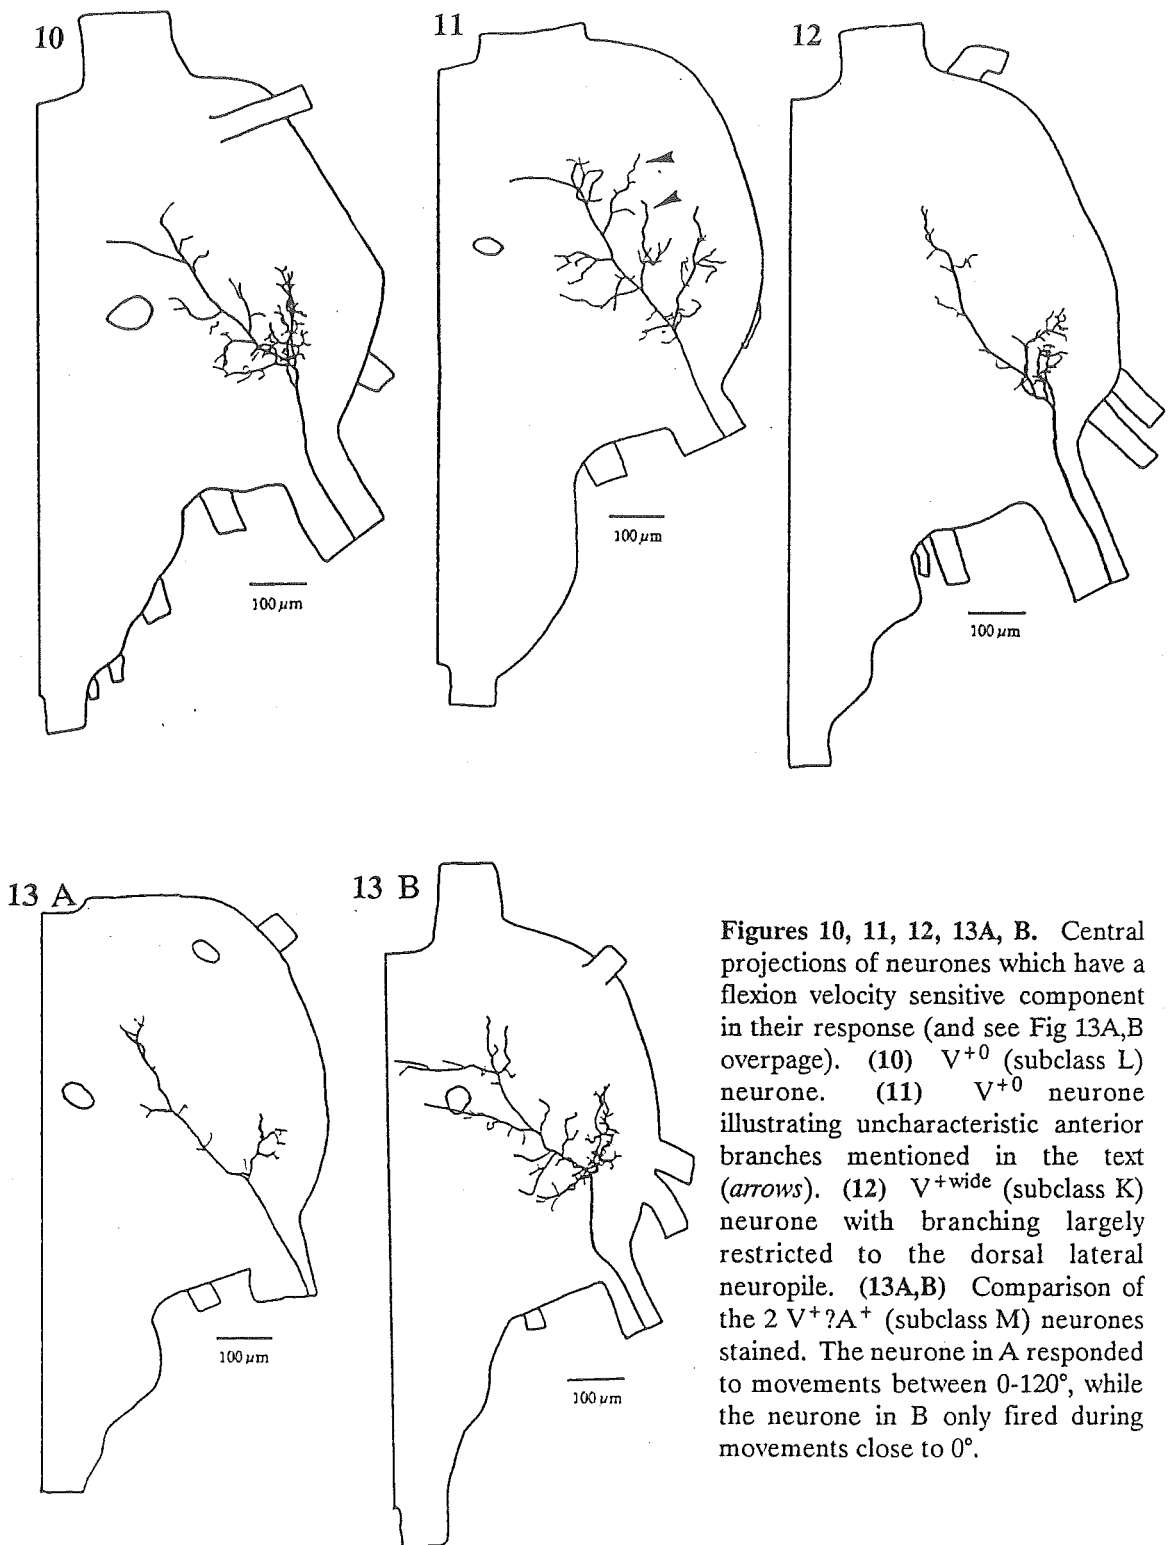 10
11
12
100 µm
100 µm
100 µm
13 A
13 B
100 µm
100 µm
Figures 10, 11, 12, 13A, B. Central
projections of neurones which have a
flexion velocity sensitive component
in their response (and see Fig 13A,B
overpage). (10) V⁺⁰ (subclass L)
neurone. (11) V⁺⁰ neurone
illustrating uncharacteristic anterior
branches mentioned in the text
(arrows). (12) V⁺ʷⁱᵈᵉ (subclass K)
neurone with branching largely
restricted to the dorsal lateral
neuropile. (13A,B) Comparison of
the 2 V⁺?A⁺ (subclass M) neurones
stained. The neurone in A responded
to movements between 0-120°, while
the neurone in B only fired during
movements close to 0°.